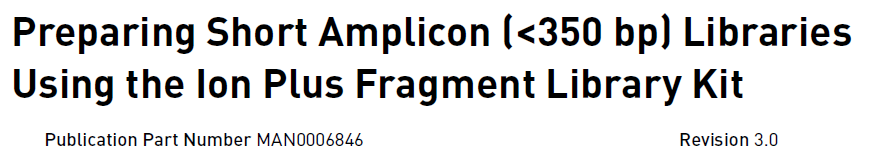 Preparing Short Amplicon (<350 bp) Libraries
Using the Ion Plus Fragment Library Kit
Publication Part Number MAN0006846 Revision 3.0